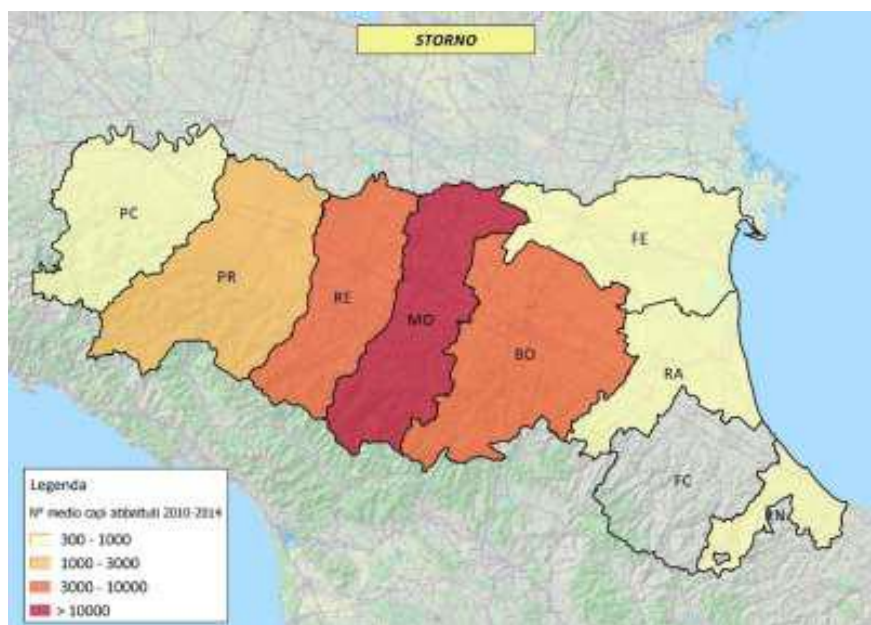 STORNO
PC
FE
PR
RE
MO
BO
RA
FC
RN
Legenda
N° medio capi abbattuti 2010-2014
300 - 1000
1000 - 3000
3000 - 10000
> 10000